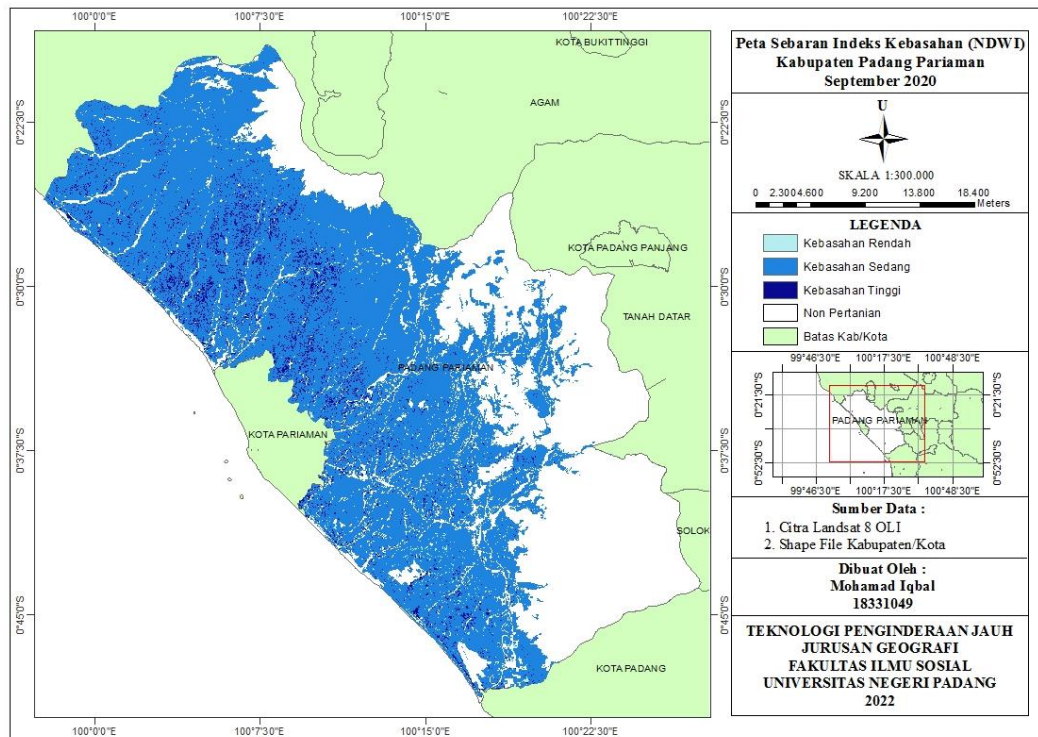 100°0'0"E 100°7'30"E 100°15'0"E 100°22'30"E
0°22'30"S
0°30'0"S
0°37'30"S
0°45'0"S
KOTA BUKITTINGGI
AGAM
KOTA PADANG PANJANG
TANAH DATAR
PADANG PARIAMAN
KOTA PARIAMAN
SOLOK
KOTA PADANG
0°22'30"S
0°30'0"S
0°37'30"S
0°45'0"S
100°0'0"E 100°7'30"E 100°15'0"E 100°22'30"E
Peta Sebaran Indeks Kebasahan (NDWI)
Kabupaten Padang Pariaman
September 2020
U
SKALA 1:300.000
0 2.300 4.600 9.200 13.800 18.400
Meters
LEGENDA
Kebasahan Rendah
Kebasahan Sedang
Kebasahan Tinggi
Non Pertanian
Batas Kab/Kota
99°46'30"E 100°17'30"E 100°48'30"E
0°21'30"S 0°21'30"S
PADANG PARIAMAN
0°52'30"S 0°52'30"S
99°46'30"E 100°17'30"E 100°48'30"E
Sumber Data :
1. Citra Landsat 8 OLI
2. Shape File Kabupaten/Kota
Dibuat Oleh :
Mohamad Iqbal
18331049
TEKNOLOGI PENGINDERAAN JAUH
JURUSAN GEOGRAFI
FAKULTAS ILMU SOSIAL
UNIVERSITAS NEGERI PADANG
2022